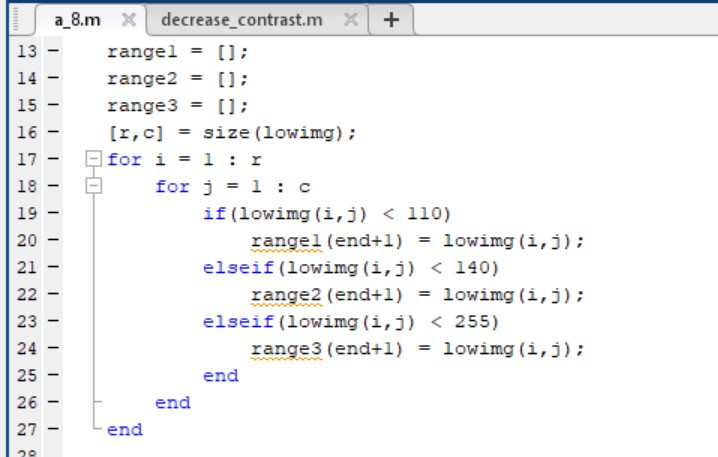 a_8.m × decrease_contrast.m × +
13 - range1 = [];
14 - range2 = [];
15 - range3 = [];
16 - [r,c] = size(lowimg);
17 - for i = 1 : r
18 - for j = 1 : c
19 - if(lowimg(i,j) < 110)
20 - range1(end+1) = lowimg(i,j);
21 - elseif(lowimg(i,j) < 140)
22 - range2(end+1) = lowimg(i,j);
23 - elseif(lowimg(i,j) < 255)
24 - range3(end+1) = lowimg(i,j);
25 - end
26 - end
27 - end
28